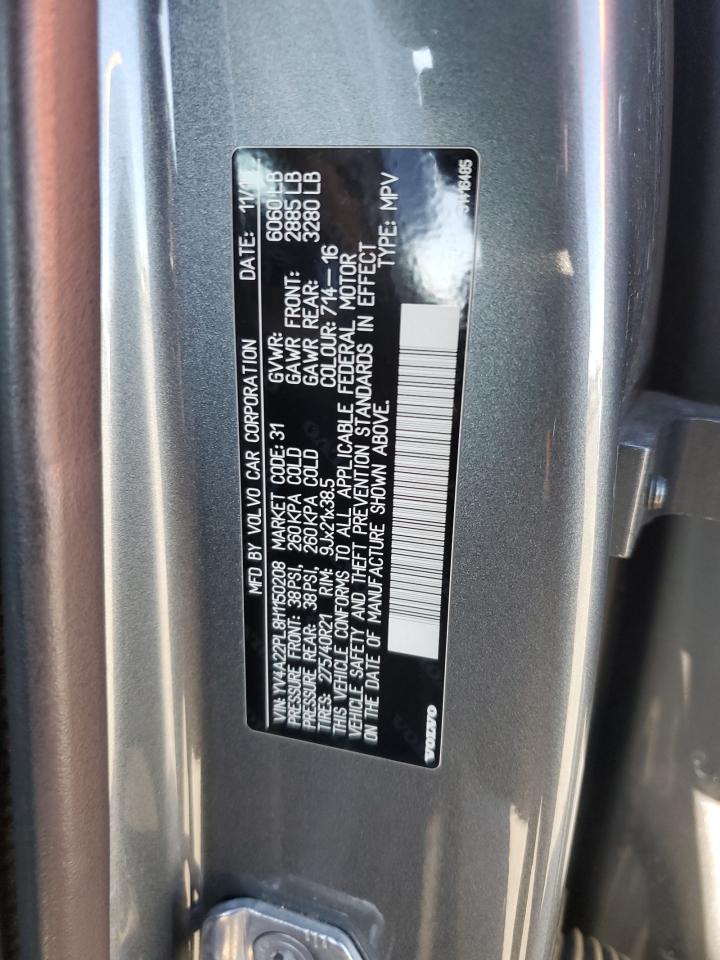 MFD BY VOLVO CAR CORPORATION DATE: 11/
VIN: YV4A22PL8H1150208 MARKET CODE: 31 GVWR: 6060 LB
PRESSURE FRONT: 38PSI, 260KPA COLD GAWR FRONT: 2885 LB
PRESSURE REAR: 38PSI, 260KPA COLD GAWR REAR: 3280 LB
TIRES: 275/40R21 RIM: 9Jx21x38.5 COLOUR: 714-16
THIS VEHICLE CONFORMS TO ALL APPLICABLE FEDERAL MOTOR
VEHICLE SAFETY AND THEFT PREVENTION STANDARDS IN EFFECT
ON THE DATE OF MANUFACTURE SHOWN ABOVE. TYPE: MPV
VOLVO